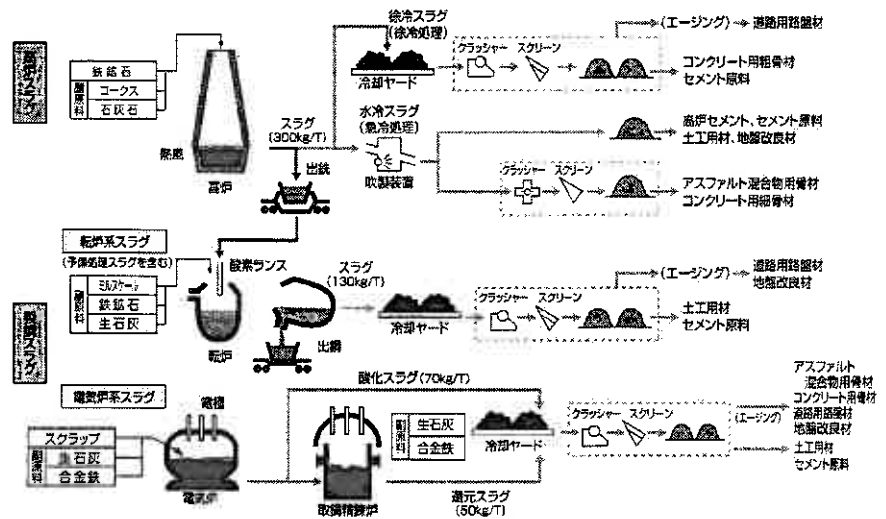 高炉スラグ
鉄鉱石
副原料
コークス
石灰石
熱風
高炉
スラグ
(300kg/T)
出銑
徐冷スラグ
(徐冷処理)
冷却ヤード
クラッシャー スクリーン
(エージング)
道路用路盤材
コンクリート用粗骨材
セメント原料
水冷スラグ
(急冷処理)
吹製装置
高炉セメント、セメント原料
土工用材、地盤改良材
クラッシャー スクリーン
アスファルト混合物用骨材
コンクリート用細骨材
製鋼スラグ
転炉系スラグ
(予備処理スラグを含む)
副原料
ミルスケール
鉄鉱石
生石灰
酸素ランス
転炉
スラグ
(130kg/T)
出鋼
冷却ヤード
クラッシャー スクリーン
(エージング)
道路用路盤材
地盤改良材
土工用材
セメント原料
電気炉系スラグ
スクラップ
副原料
生石灰
合金鉄
電極
電気炉
酸化スラグ(70kg/T)
副原料
生石灰
合金鉄
取鍋精錬炉
還元スラグ
(50kg/T)
冷却ヤード
クラッシャー スクリーン
(エージング)
アスファルト
混合物用骨材
コンクリート用骨材
道路用路盤材
地盤改良材
土工用材
セメント原料